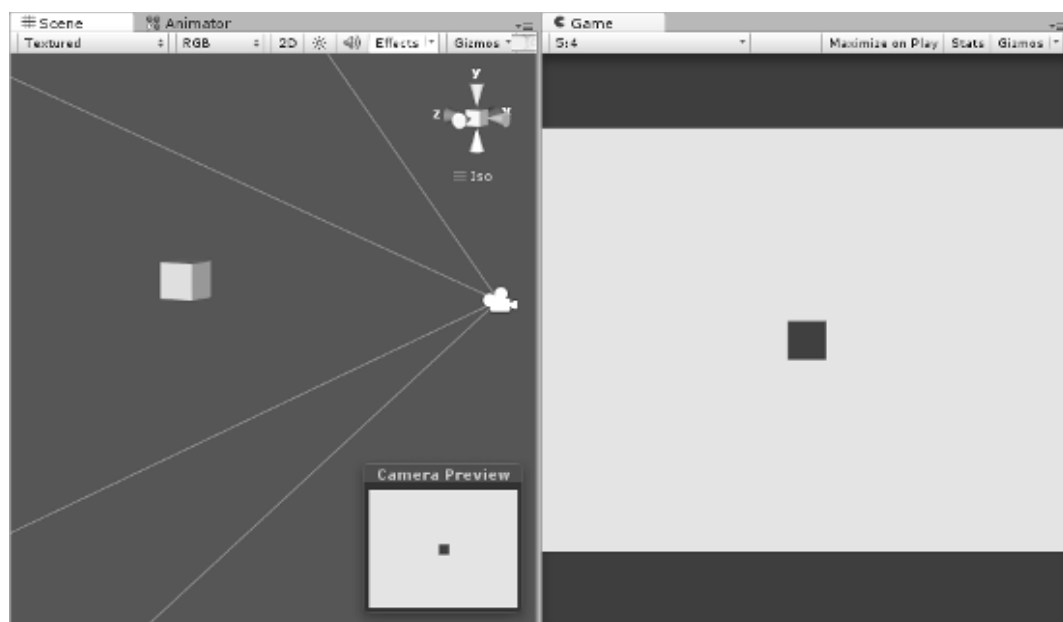 Scene Animator
Textured RGB 2D Effects Gizmos
y
z
Iso
Camera Preview
Game
5:4 Maximize on Play Stats Gizmos